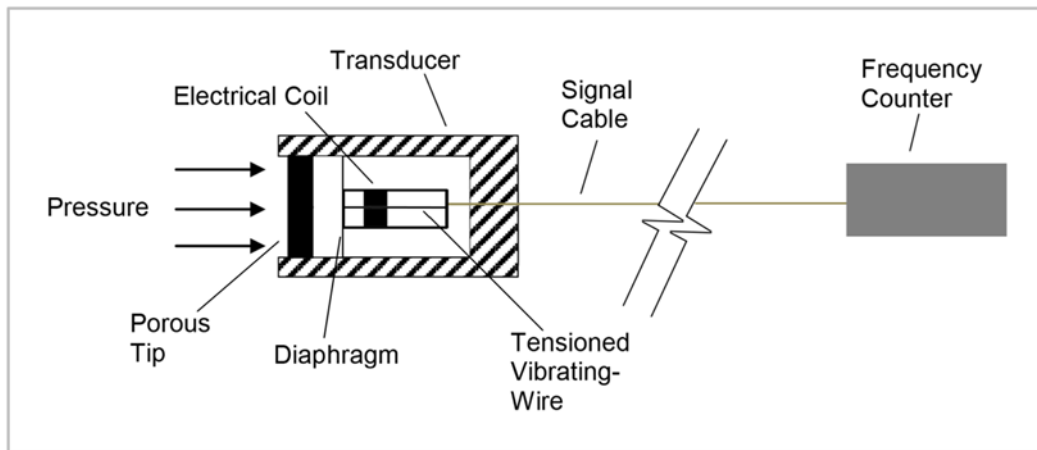 Transducer
Electrical Coil
Signal
Cable
Frequency
Counter
Pressure
Porous
Tip
Diaphragm
Tensioned
Vibrating-
Wire